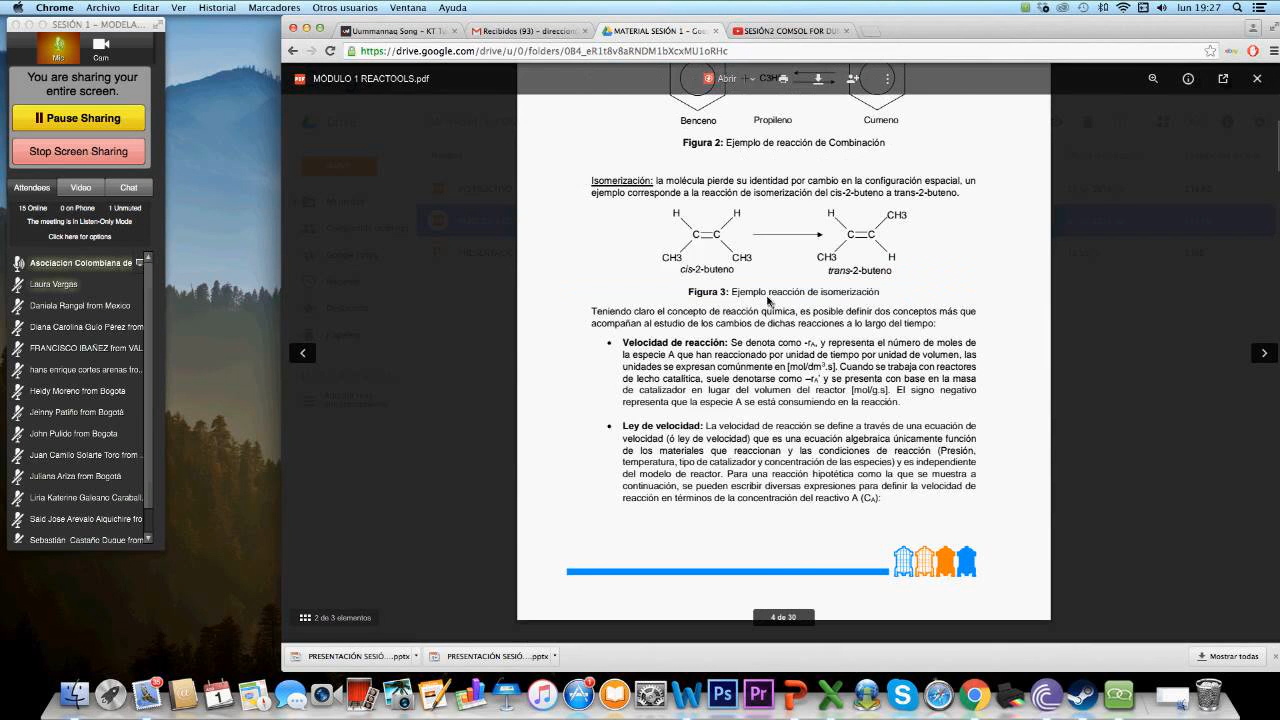 Chrome Archivo Editar Ver Historial Marcadores Otros usuarios Ventana Ayuda
lun 19:27
SESIÓN 1 – MODELA...
Mic
Cam
You are sharing your
entire screen.
Pause Sharing
Stop Screen Sharing
Attendees Video Chat
15 Online 0 on Phone 1 Unmuted
The meeting is in Listen-Only Mode
Click here for options
Asociacion Colombiana de
Laura Vargas
Daniela Rangel from Mexico
Diana Carolina Guío Pérez from
FRANCISCO IBAÑEZ from VAL
hans enrique cortes arenas fro...
Heidy Moreno from Bogota
Jeinny Patiño from Bogotá
John Pulido from Bogota
Juan Camilo Solarte Toro from...
Juliana Ariza from Bogotá
Liria Katerine Galeano Caraball...
Said Jose Arevalo Alquichire fro
Sebastián Castaño Duque from
Uummannaq Song - KT Tu
Recibidos (93) - direccion
MATERIAL SESIÓN 1 - Goo
SESIÓN2 COMSOL FOR DU
https://drive.google.com/drive/u/0/folders/0B4_eR1t8v8aRNDM1bXcxMU1oRHc
MODULO 1 REACTOOLS.pdf
Abrir
+ C3H
Benceno Propileno Cumeno
Figura 2: Ejemplo de reacción de Combinación
Isomerización: la molécula pierde su identidad por cambio en la configuración espacial, un
ejemplo corresponde a la reacción de isomerización del cis-2-buteno a trans-2-buteno.
H H H CH3
C C C C
CH3 CH3 CH3 H
cis-2-buteno trans-2-buteno
Figura 3: Ejemplo reacción de isomerización
Teniendo claro el concepto de reacción química, es posible definir dos conceptos más que
acompañan al estudio de los cambios de dichas reacciones a lo largo del tiempo:
• Velocidad de reacción: Se denota como -rA, y representa el número de moles de
la especie A que han reaccionado por unidad de tiempo por unidad de volumen, las
unidades se expresan comúnmente en [mol/dm³.s]. Cuando se trabaja con reactores
de lecho catalítica, suele denotarse como –rA' y se presenta con base en la masa
de catalizador en lugar del volumen del reactor [mol/g.s]. El signo negativo
representa que la especie A se está consumiendo en la reacción.
• Ley de velocidad: La velocidad de reacción se define a través de una ecuación de
velocidad (ó ley de velocidad) que es una ecuación algebraica únicamente función
de los materiales que reaccionan y las condiciones de reacción (Presión,
temperatura, tipo de catalizador y concentración de las especies) y es independiente
del modelo de reactor. Para una reacción hipotética como la que se muestra a
continuación, se pueden escribir diversas expresiones para definir la velocidad de
reacción en términos de la concentración del reactivo A (CA):
2 de 3 elementos
4 de 30
PRESENTACIÓN SESIÓ....pptx
PRESENTACIÓN SESIÓ....pptx
Mostrar todas